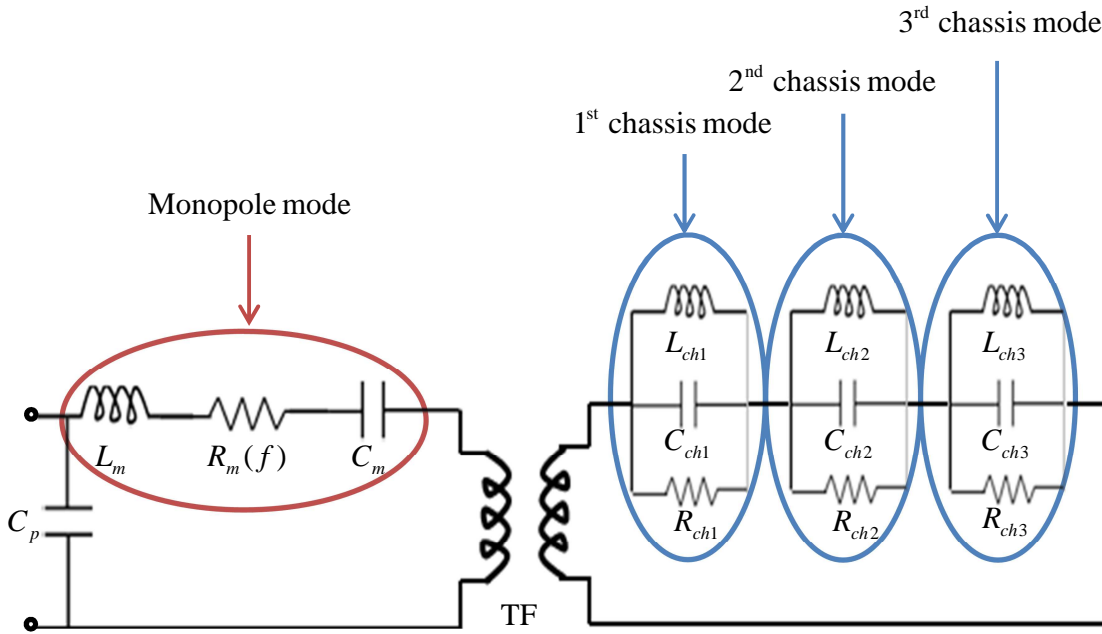 3rd chassis mode
2nd chassis mode
1st chassis mode
Monopole mode
Lch1
Lch2
Lch3
Cch1
Cch2
Cch3
Lm
Rm(f)
Cm
Rch1
Rch2
Rch3
Cp
TF